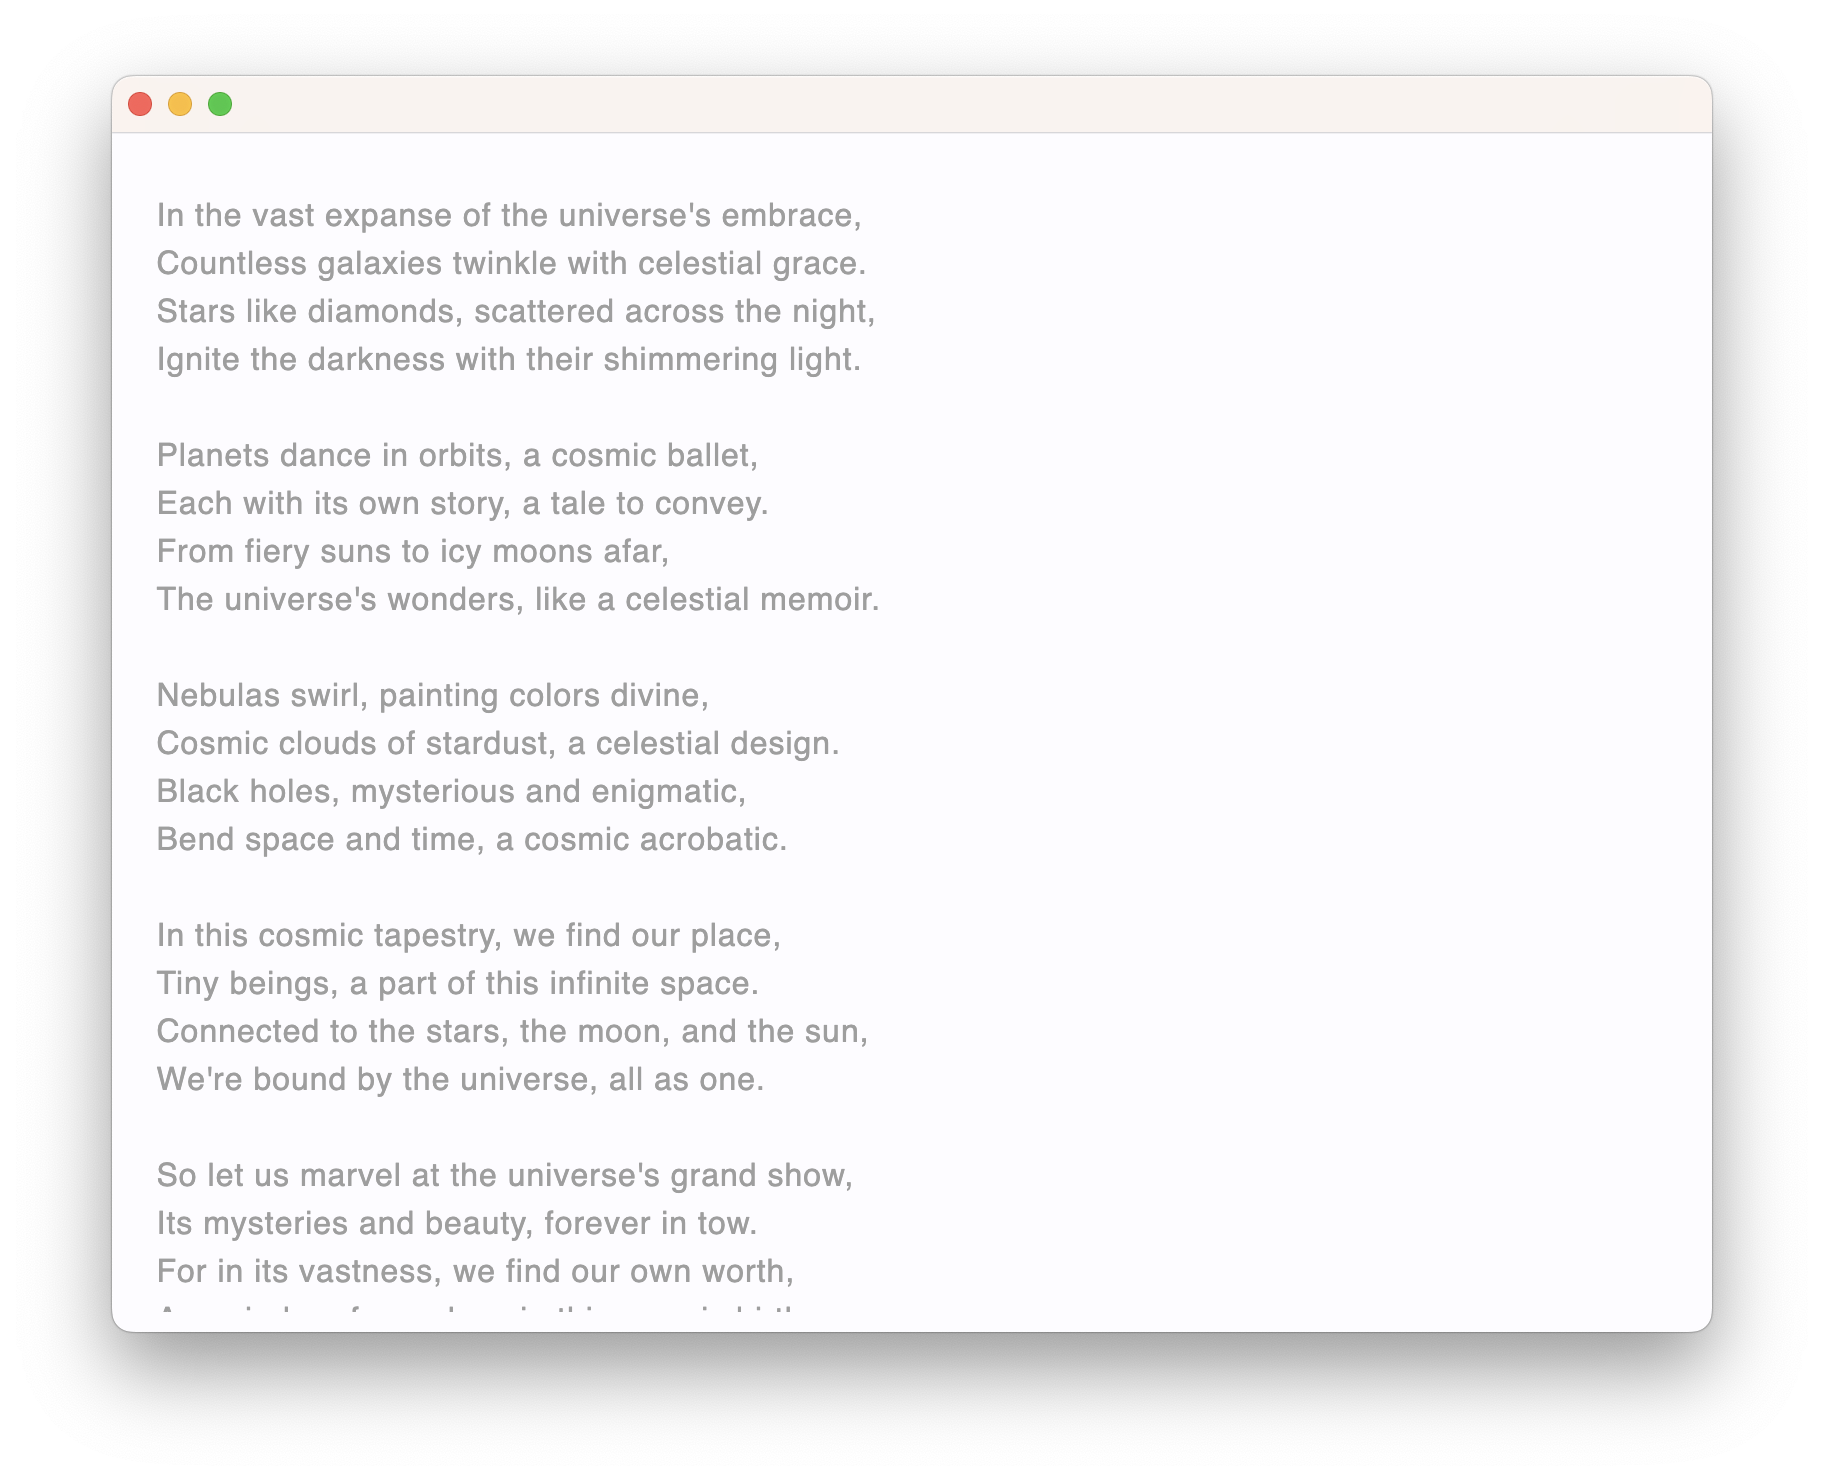 In the vast expanse of the universe's embrace,
Countless galaxies twinkle with celestial grace.
Stars like diamonds, scattered across the night,
Ignite the darkness with their shimmering light.
Planets dance in orbits, a cosmic ballet,
Each with its own story, a tale to convey.
From fiery suns to icy moons afar,
The universe's wonders, like a celestial memoir.
Nebulas swirl, painting colors divine,
Cosmic clouds of stardust, a celestial design.
Black holes, mysterious and enigmatic,
Bend space and time, a cosmic acrobatic.
In this cosmic tapestry, we find our place,
Tiny beings, a part of this infinite space.
Connected to the stars, the moon, and the sun,
We're bound by the universe, all as one.
So let us marvel at the universe's grand show,
Its mysteries and beauty, forever in tow.
For in its vastness, we find our own worth,